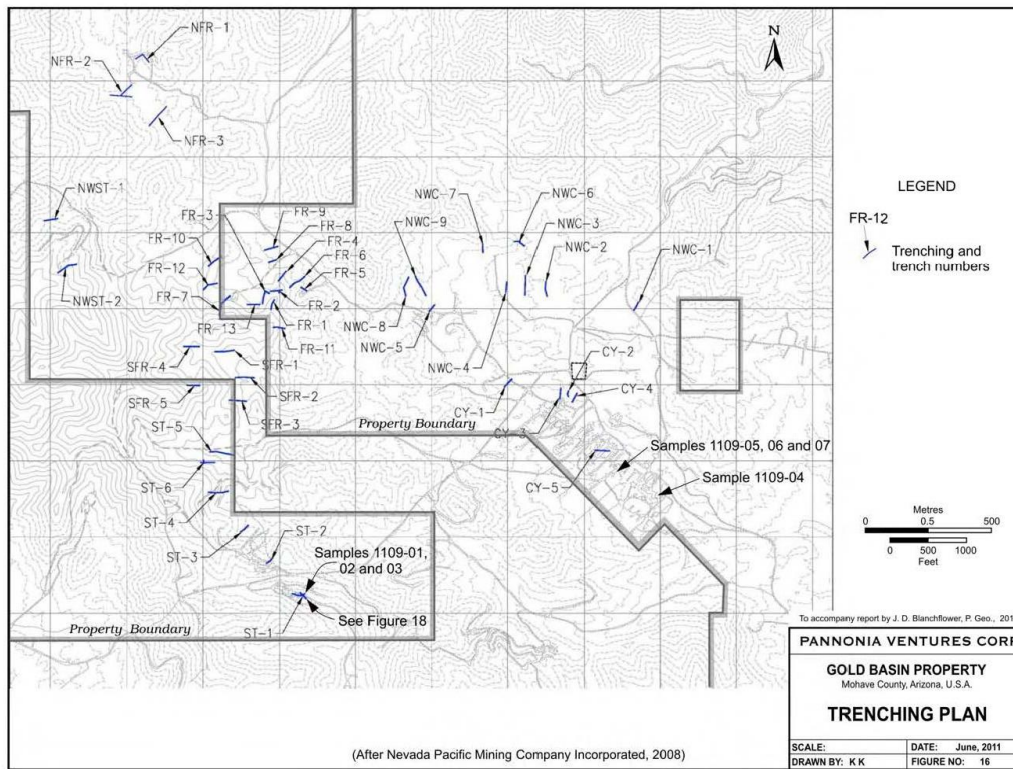 NFR-1
NFR-2
NFR-3
N
NWST-1
NWST-2
FR-3
FR-9
FR-8
FR-4
FR-6
FR-10
FR-12
FR-5
FR-7
FR-2
FR-13
FR-1
FR-11
NWC-7
NWC-6
NWC-9
NWC-3
NWC-2
NWC-1
NWC-8
NWC-5
NWC-4
LEGEND
FR-12
Trenching and
trench numbers
SFR-4
SFR-1
SFR-5
SFR-2
SFR-3
CY-2
CY-1
CY-4
CY-3
Property Boundary
ST-5
ST-6
ST-4
CY-5
Samples 1109-05, 06 and 07
Sample 1109-04
ST-3
ST-2
Samples 1109-01,
02 and 03
See Figure 18
ST-1
Property Boundary
Metres
0 0.5 500
0 500 1000
Feet
To accompany report by J. D. Blanchflower, P. Geo., 201
PANNONIA VENTURES CORP
GOLD BASIN PROPERTY
Mohave County, Arizona, U.S.A.
TRENCHING PLAN
SCALE: DATE: June, 2011
DRAWN BY: K K FIGURE NO: 16
(After Nevada Pacific Mining Company Incorporated, 2008)